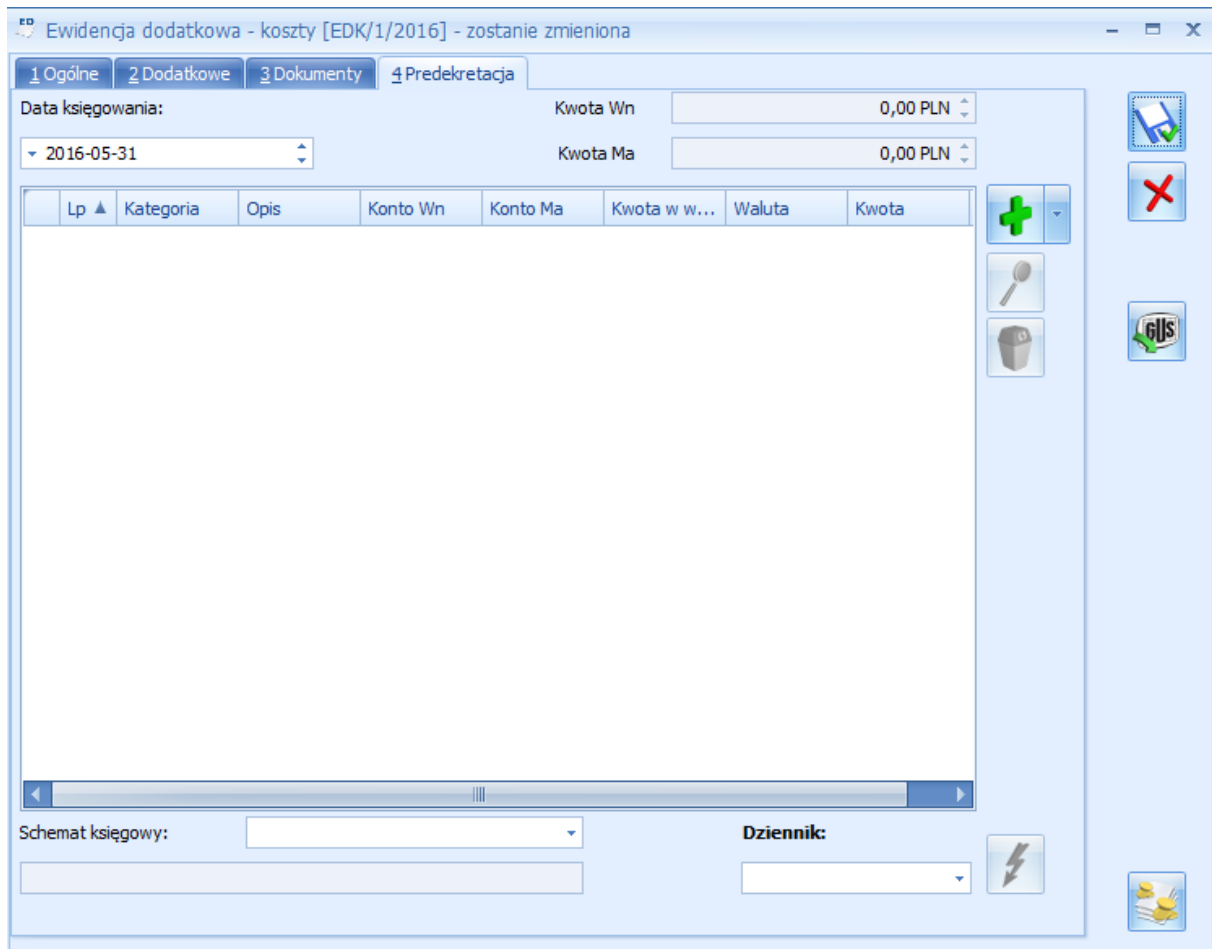 ED Ewidencja dodatkowa - koszty [EDK/1/2016] - zostanie zmieniona
1 Ogólne 2 Dodatkowe 3 Dokumenty 4 Predekretacja
Data księgowania: Kwota Wn 0,00 PLN
2016-05-31 Kwota Ma 0,00 PLN
Lp Kategoria Opis Konto Wn Konto Ma Kwota w w... Waluta Kwota
GUS
Schemat księgowy: Dziennik: